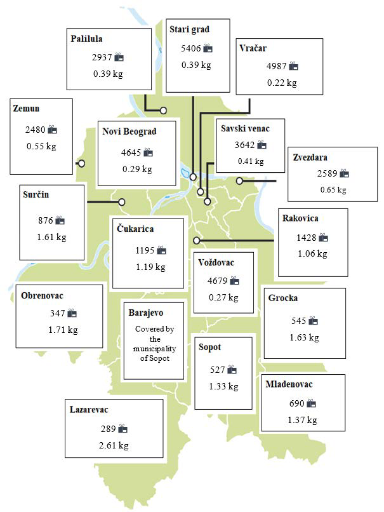 Palilula
2937
0.39 kg
Stari grad
5406
0.39 kg
Vračar
4987
0.22 kg
Zemun
2480
0.55 kg
Novi Beograd
4645
0.29 kg
Savski venac
3642
0.41 kg
Zvezdara
2589
0.65 kg
Surčin
876
1.61 kg
Čukarica
1195
1.19 kg
Rakovica
1428
1.06 kg
Voždovac
4679
0.27 kg
Obrenovac
347
1.71 kg
Barajevo
Covered by
the
municipality
of Sopot
Grocka
545
1.63 kg
Sopot
527
1.33 kg
Mladenovac
690
1.37 kg
Lazarevac
289
2.61 kg